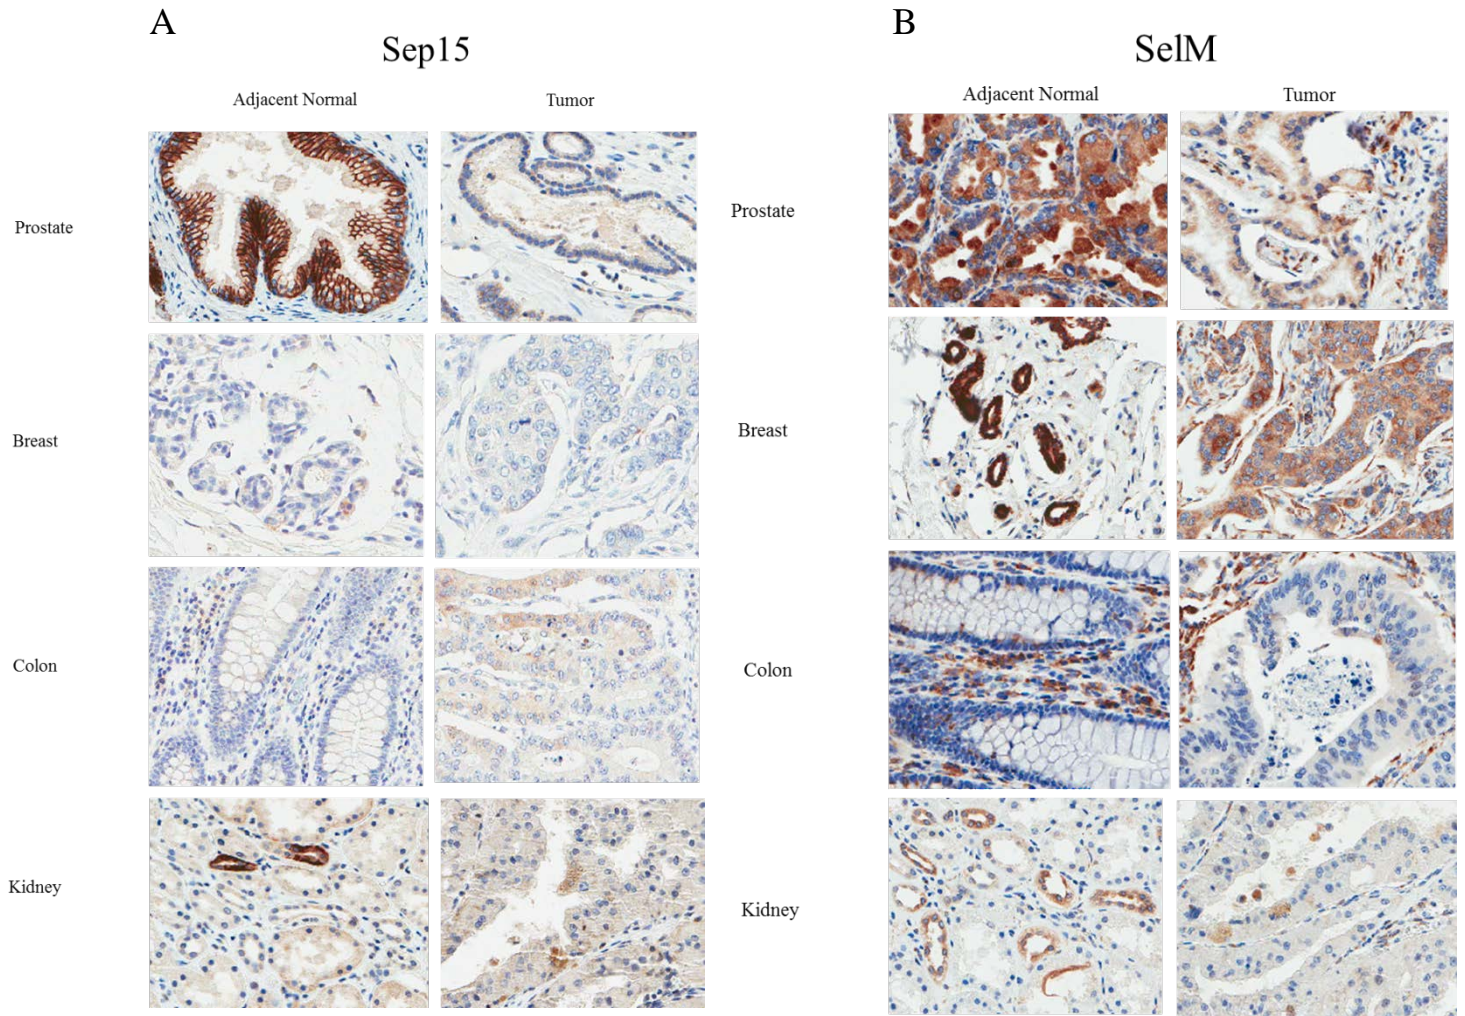 A
Sep15
Adjacent Normal
Tumor
Prostate
Breast
Colon
Kidney
B
SelM
Adjacent Normal
Tumor
Prostate
Breast
Colon
Kidney